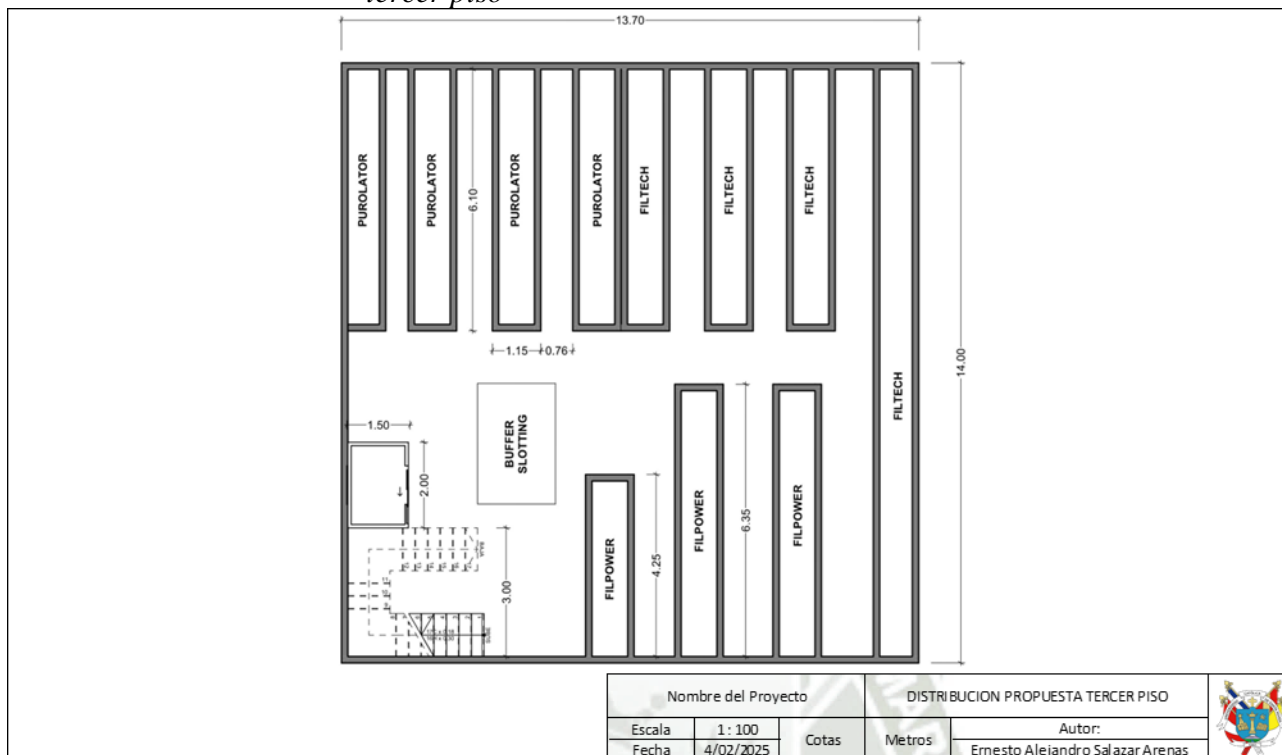 tercer piso
13.70
PUROLATOR
PUROLATOR
PUROLATOR
PUROLATOR
FILTECH
FILTECH
FILTECH
FILTECH
6.10
1.15
0.76
14.00
1.50
2.00
BUFFER
SLOTTING
3.00
BAJA
FILPOWER
4.25
FILPOWER
6.35
FILPOWER
Nombre del Proyecto
DISTRIBUCION PROPUESTA TERCER PISO
Escala
1 : 100
Cotas
Metros
Autor:
Fecha
4/02/2025
Ernesto Alejandro Salazar Arenas